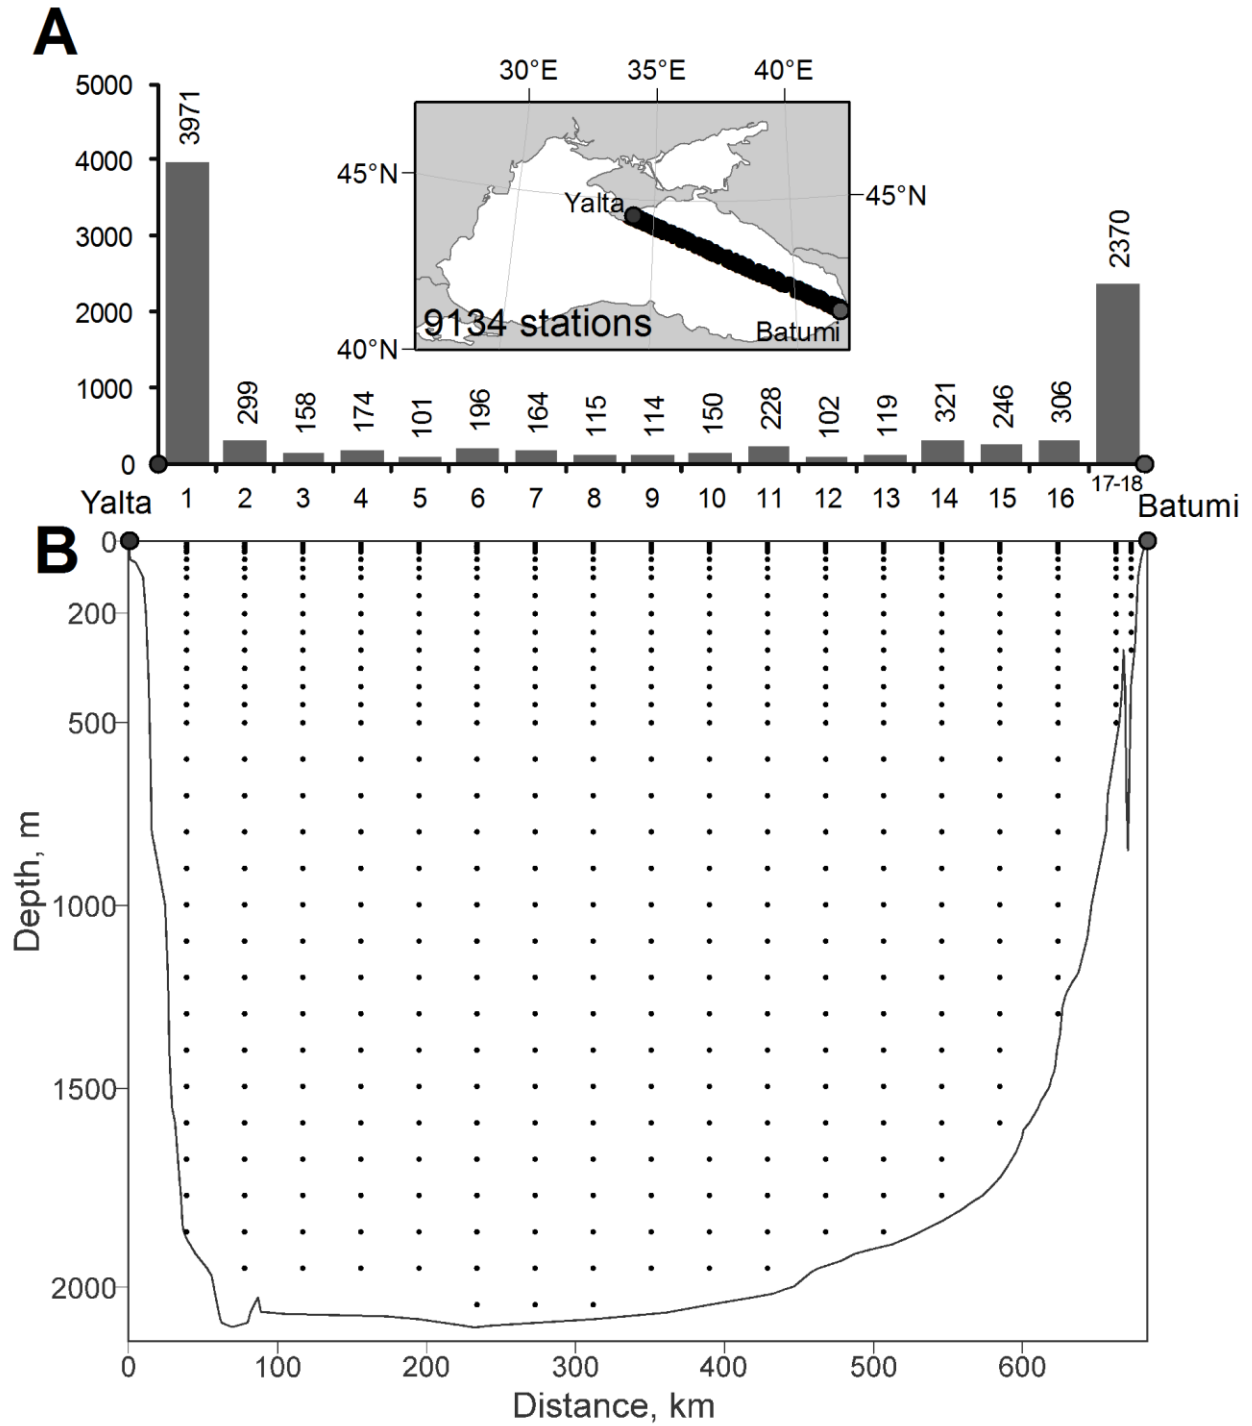 A
30°E 35°E 40°E
5000
4000
3000
2000
1000
0
45°N
45°N
40°N
Yalta
Batumi
9134 stations
3971 299 158 174 101 196 164 115 114 150 228 102 119 321 246 306 2370
Yalta 1 2 3 4 5 6 7 8 9 10 11 12 13 14 15 16 17-18 Batumi
B
0
200
500
1000
1500
2000
Depth, m
0 100 200 300 400 500 600
Distance, km